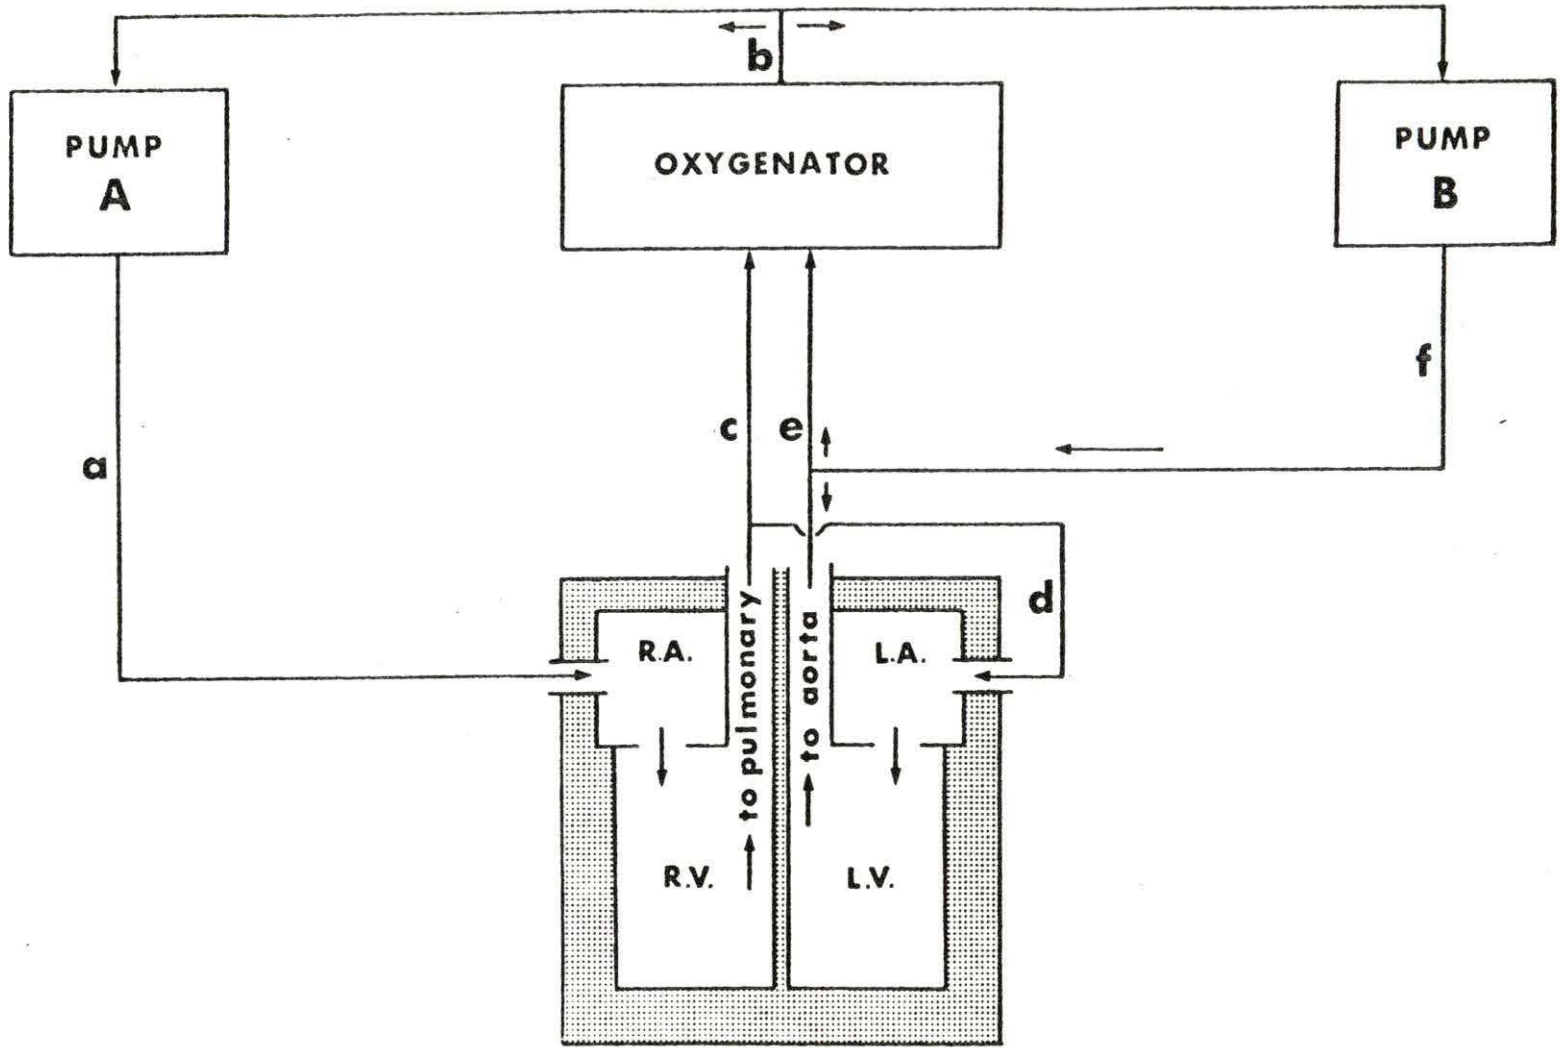 b
PUMP
A
OXYGENATOR
PUMP
B
f
c
e
a
d
to pulmonary
to aorta
R.A.
L.A.
R.V.
L.V.